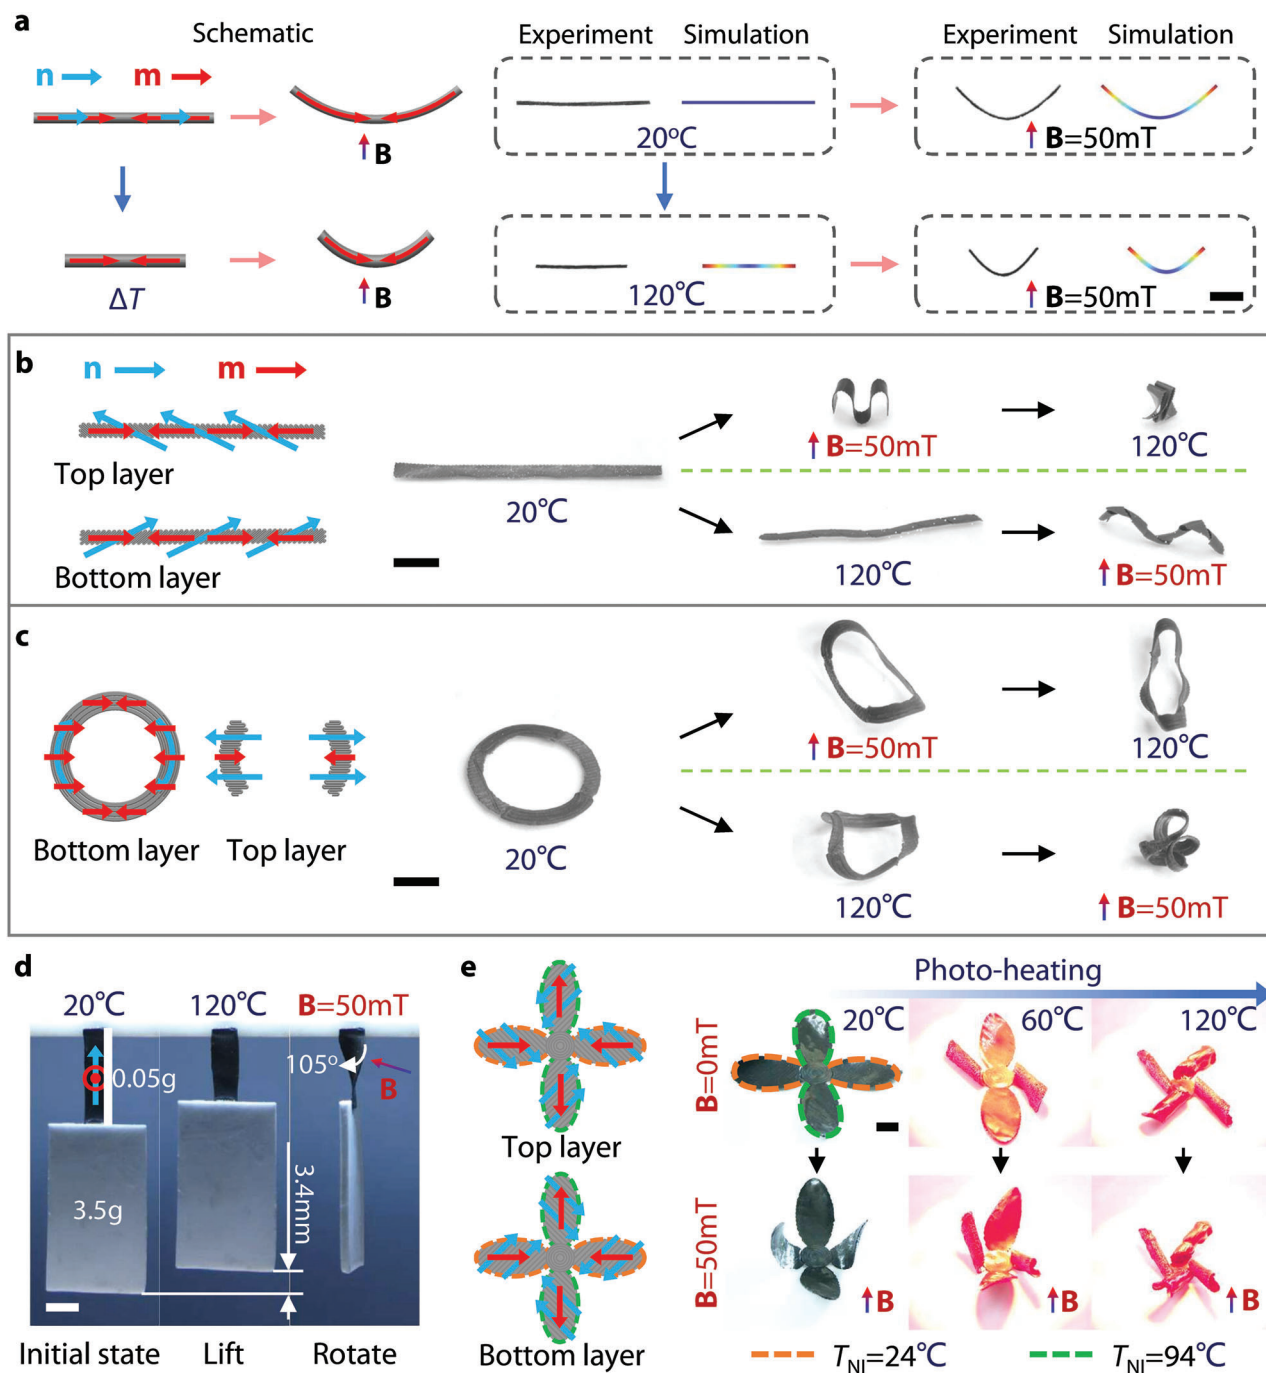 a
Schematic
Experiment Simulation
Experiment Simulation
n m
B
20°C
B=50mT
ΔT
B
120°C
B=50mT
b
n m
Top layer
Bottom layer
20°C
B=50mT
120°C
120°C
B=50mT
c
Bottom layer Top layer
20°C
B=50mT
120°C
120°C
B=50mT
d
20°C 120°C B=50mT
0.05g
105°
B
3.5g
3.4mm
Initial state Lift Rotate
e
Top layer
Bottom layer
Photo-heating
20°C 60°C 120°C
B=0mT
B=50mT
B B B
TNI=24°C TNI=94°C